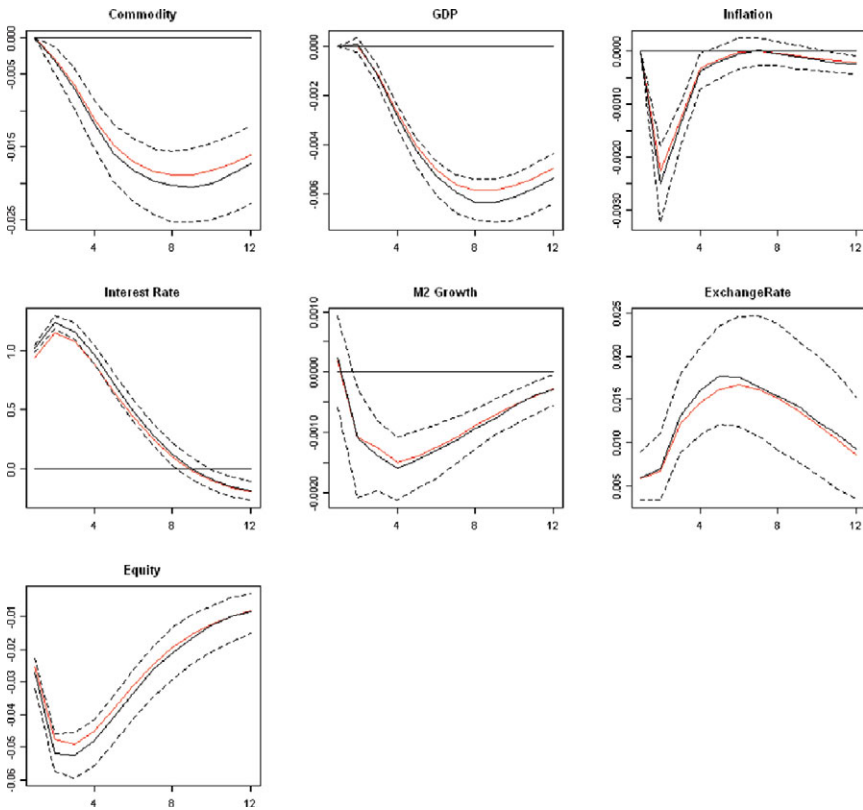 Commodity
-0.000
-0.005
-0.015
-0.025
4 8 12
GDP
0.000
-0.002
-0.004
-0.006
4 8 12
Inflation
0.0000
-0.0010
-0.0020
-0.0030
4 8 12
Interest Rate
1.0
0.5
0.0
4 8 12
M2 Growth
0.0010
0.0000
-0.0010
-0.0020
4 8 12
ExchangeRate
0.025
0.020
0.015
0.010
0.005
4 8 12
Equity
-0.01
-0.02
-0.03
-0.04
-0.05
-0.06
4 8 12